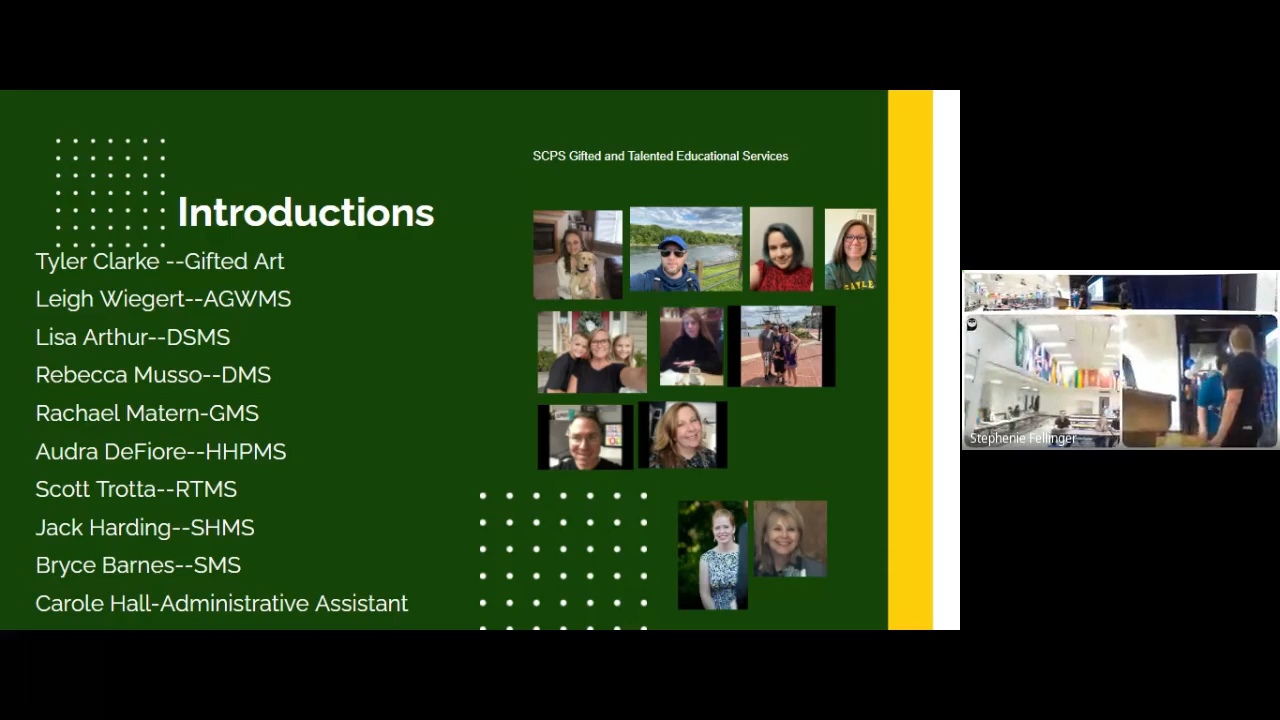 SCPS Gifted and Talented Educational Services
Introductions
Tyler Clarke --Gifted Art
Leigh Wiegert--AGWMS
Lisa Arthur--DSMS
Rebecca Musso--DMS
Rachael Matern-GMS
Audra DeFiore--HHPMS
Scott Trotta--RTMS
Jack Harding--SHMS
Bryce Barnes--SMS
Carole Hall-Administrative Assistant
Stephenie Fellinger